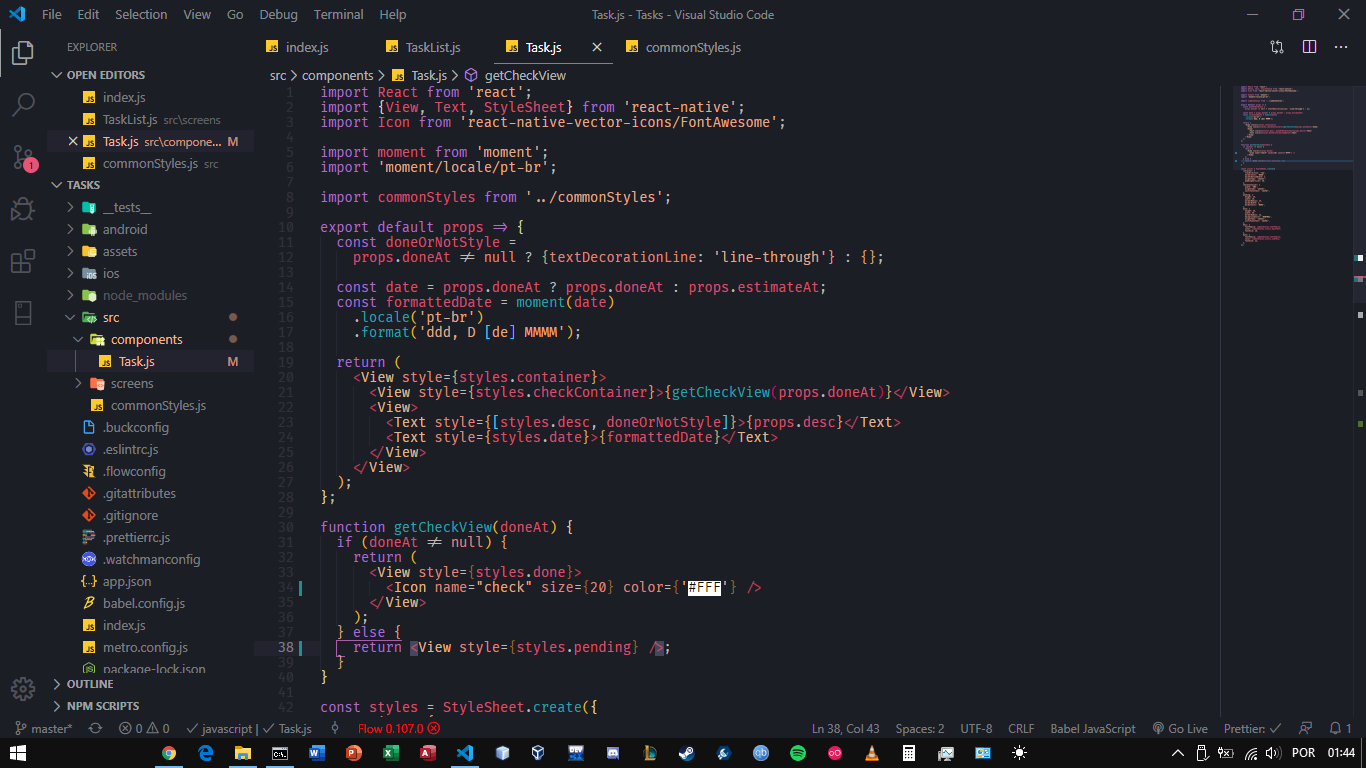 File Edit Selection View Go Debug Terminal Help
Task.js - Tasks - Visual Studio Code
EXPLORER
OPEN EDITORS
index.js
TaskList.js src\screens
Task.js src\compone... M
commonStyles.js src
1
TASKS
__tests__
android
assets
ios
node_modules
src
components
Task.js M
screens
commonStyles.js
.buckconfig
.eslintrc.js
.flowconfig
.gitattributes
.gitignore
.prettierrc.js
.watchmanconfig
app.json
babel.config.js
index.js
metro.config.js
package-lock.json
OUTLINE
NPM SCRIPTS
index.js TaskList.js Task.js commonStyles.js
src > components > Task.js > getCheckView
1 import React from 'react';
2 import {View, Text, StyleSheet} from 'react-native';
3 import Icon from 'react-native-vector-icons/FontAwesome';
4
5 import moment from 'moment';
6 import 'moment/locale/pt-br';
7
8 import commonStyles from '../commonStyles';
9
10 export default props => {
11 const doneOrNotStyle =
12 props.doneAt != null ? {textDecorationLine: 'line-through'} : {};
13
14 const date = props.doneAt ? props.doneAt : props.estimateAt;
15 const formattedDate = moment(date)
16 .locale('pt-br')
17 .format('ddd, D [de] MMMM');
18
19 return (
20 <View style={styles.container}>
21 <View style={styles.checkContainer}>{getCheckView(props.doneAt)}</View>
22 <View>
23 <Text style={[styles.desc, doneOrNotStyle]}>{props.desc}</Text>
24 <Text style={styles.date}>{formattedDate}</Text>
25 </View>
26 </View>
27 );
28 };
29
30 function getCheckView(doneAt) {
31 if (doneAt != null) {
32 return (
33 <View style={styles.done}>
34 <Icon name="check" size={20} color={'#FFF'} />
35 </View>
36 );
37 } else {
38 return <View style={styles.pending} />;
39 }
40 }
41
42 const styles = StyleSheet.create({
master* 0 0 javascript | Task.js Flow 0.107.0 Ln 38, Col 43 Spaces: 2 UTF-8 CRLF Babel JavaScript Go Live Prettier: 1
POR 01:44